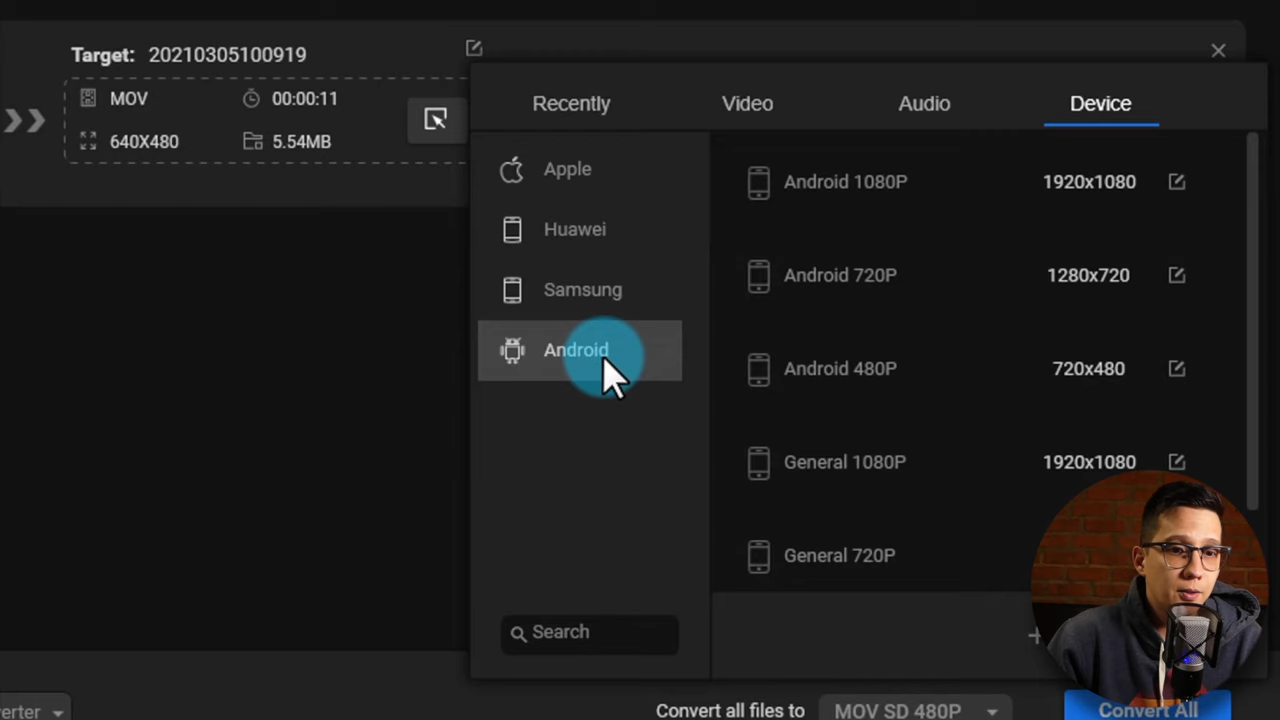 Target: 20210305100919
MOV 00:00:11
640X480 5.54MB
Recently Video Audio Device
Apple
Huawei
Samsung
Android
Search
Android 1080P 1920x1080
Android 720P 1280x720
Android 480P 720x480
General 1080P 1920x1080
General 720P
erter
Convert all files to MOV SD 480P Convert All